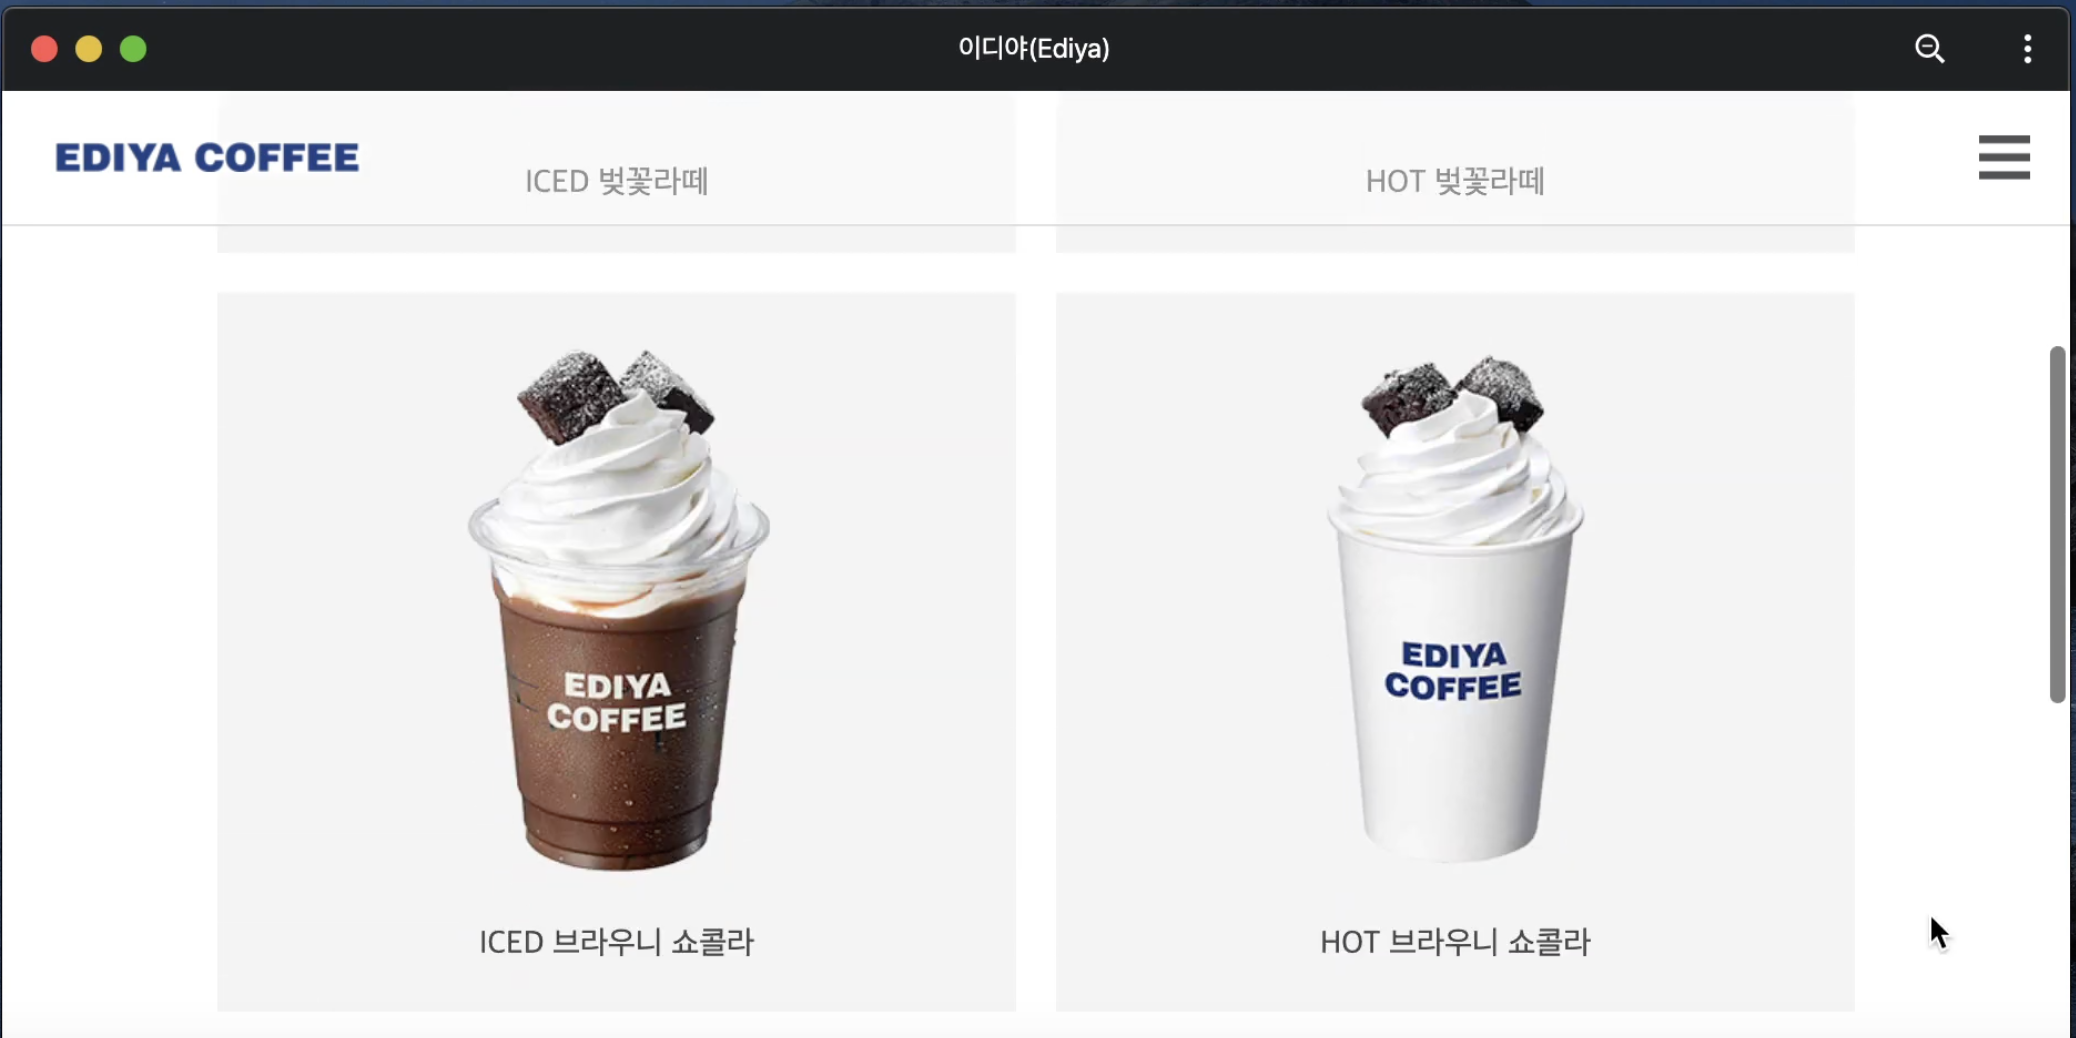 이디야(Ediya)
EDIYA COFFEE
ICED 벚꽃라떼
HOT 벚꽃라떼
EDIYA
COFFEE
EDIYA
COFFEE
ICED 브라우니 쇼콜라
HOT 브라우니 쇼콜라